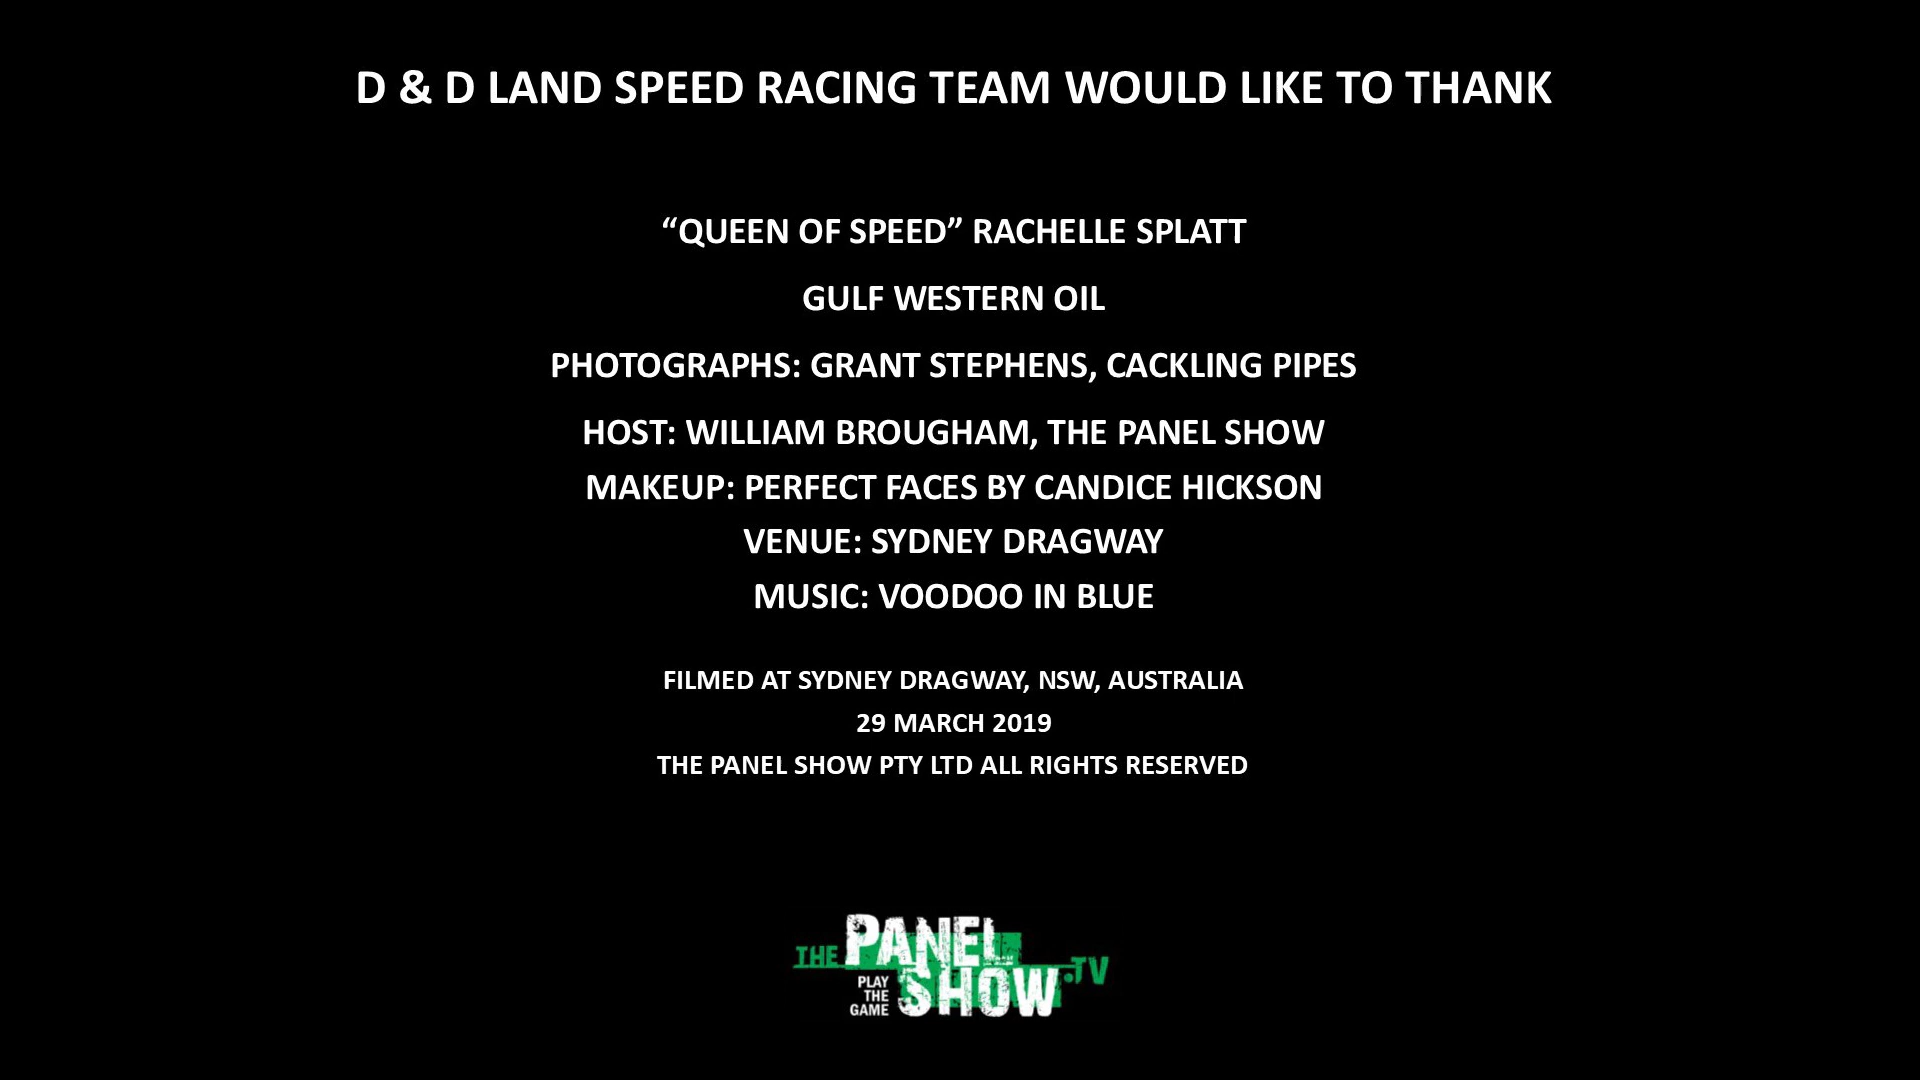 D & D LAND SPEED RACING TEAM WOULD LIKE TO THANK
“QUEEN OF SPEED” RACHELLE SPLATT
GULF WESTERN OIL
PHOTOGRAPHS: GRANT STEPHENS, CACKLING PIPES
HOST: WILLIAM BROUGHAM, THE PANEL SHOW
MAKEUP: PERFECT FACES BY CANDICE HICKSON
VENUE: SYDNEY DRAGWAY
MUSIC: VOODOO IN BLUE
FILMED AT SYDNEY DRAGWAY, NSW, AUSTRALIA
29 MARCH 2019
THE PANEL SHOW PTY LTD ALL RIGHTS RESERVED
THE PANEL
SHOW .TV
PLAY
THE
GAME